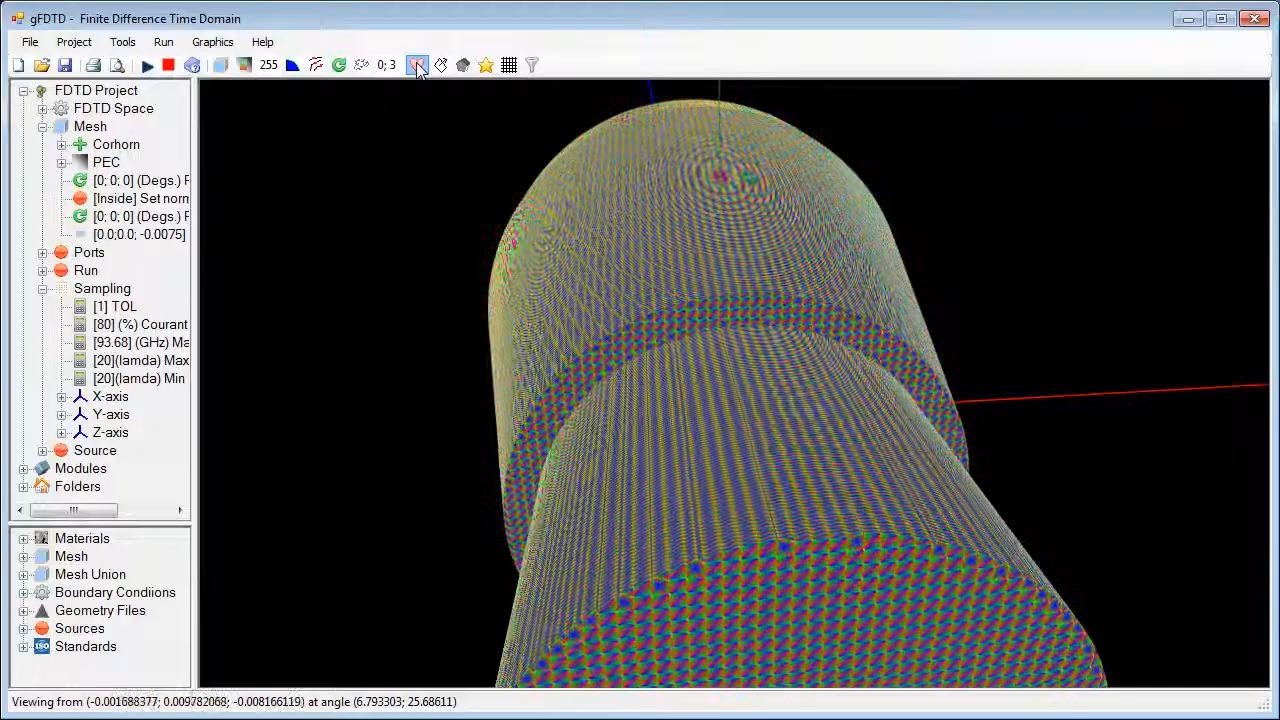 gFDTD - Finite Difference Time Domain
File Project Tools Run Graphics Help
255 0; 3
FDTD Project
FDTD Space
Mesh
Corhorn
PEC
[0; 0; 0] (Degs.) F
[Inside] Set norn
[0; 0; 0] (Degs.) F
[0.0;0.0; -0.0075]
Ports
Run
Sampling
[1] TOL
[80] (%) Courant
[93.68] (GHz) Ma
[20](lamda) Max
[20](lamda) Min
X-axis
Y-axis
Z-axis
Source
Modules
Folders
Materials
Mesh
Mesh Union
Boundary Condiions
Geometry Files
Sources
ISO Standards
Viewing from (-0.001688377; 0.009782068; -0.008166119) at angle (6.793303; 25.68611)